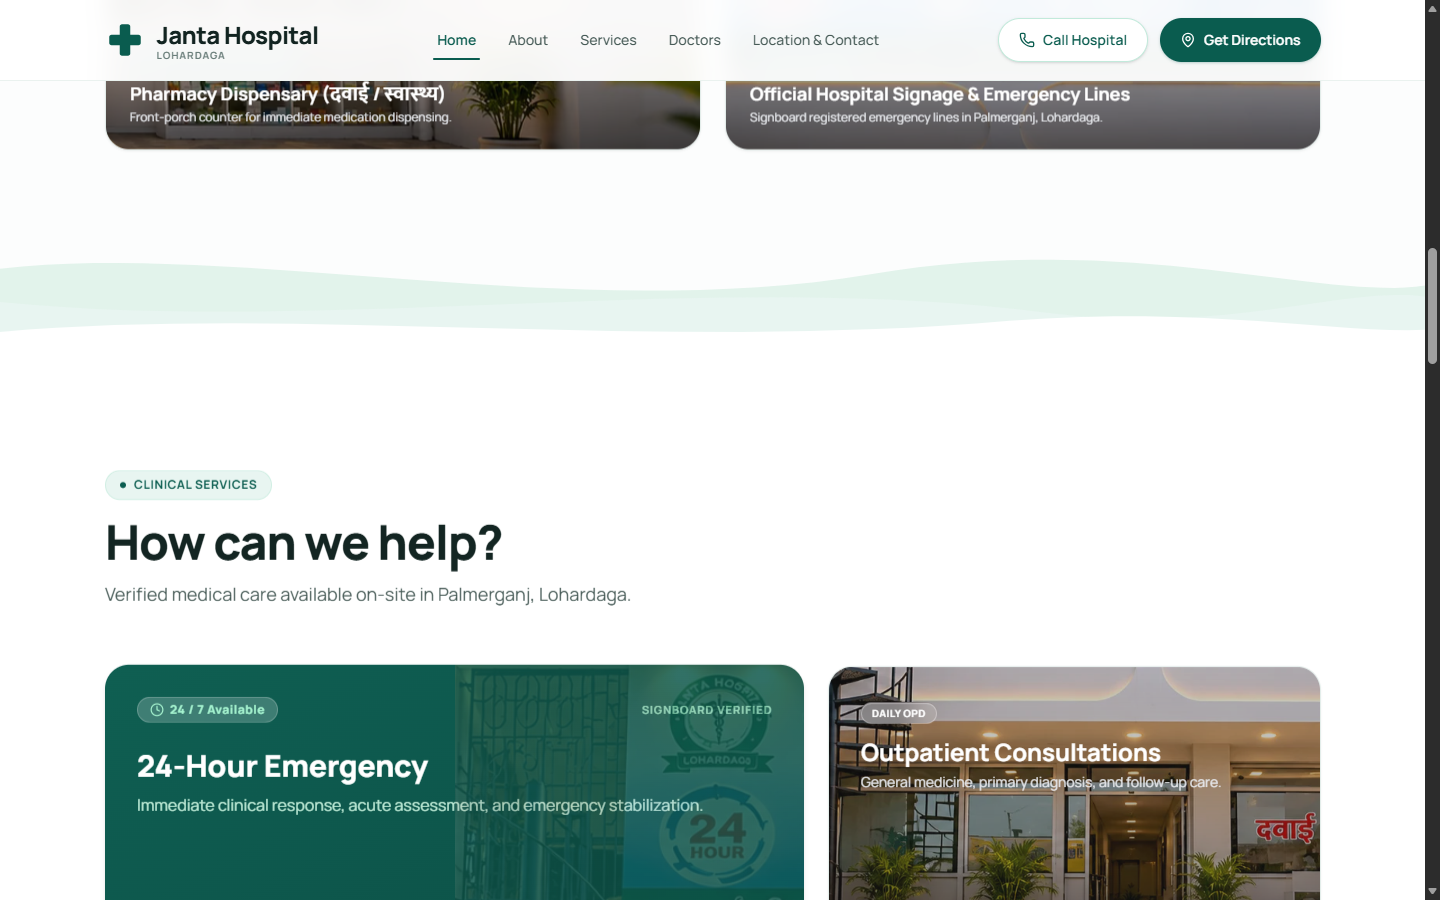 Janta Hospital
LOHARDAGA
Home
About
Services
Doctors
Location & Contact
Call Hospital
Get Directions
Pharmacy Dispensary (दवाई / स्वास्थ्य)
Front-porch counter for immediate medication dispensing.
Official Hospital Signage & Emergency Lines
Signboard registered emergency lines in Palmerganj, Lohardaga.
CLINICAL SERVICES
How can we help?
Verified medical care available on-site in Palmerganj, Lohardaga.
24 / 7 Available
SIGNBOARD VERIFIED
JANTA HOSPITAL
LOHARDAGA
24-Hour Emergency
Immediate clinical response, acute assessment, and emergency stabilization.
24
HOUR
DAILY OPD
Outpatient Consultations
General medicine, primary diagnosis, and follow-up care.
दवाई